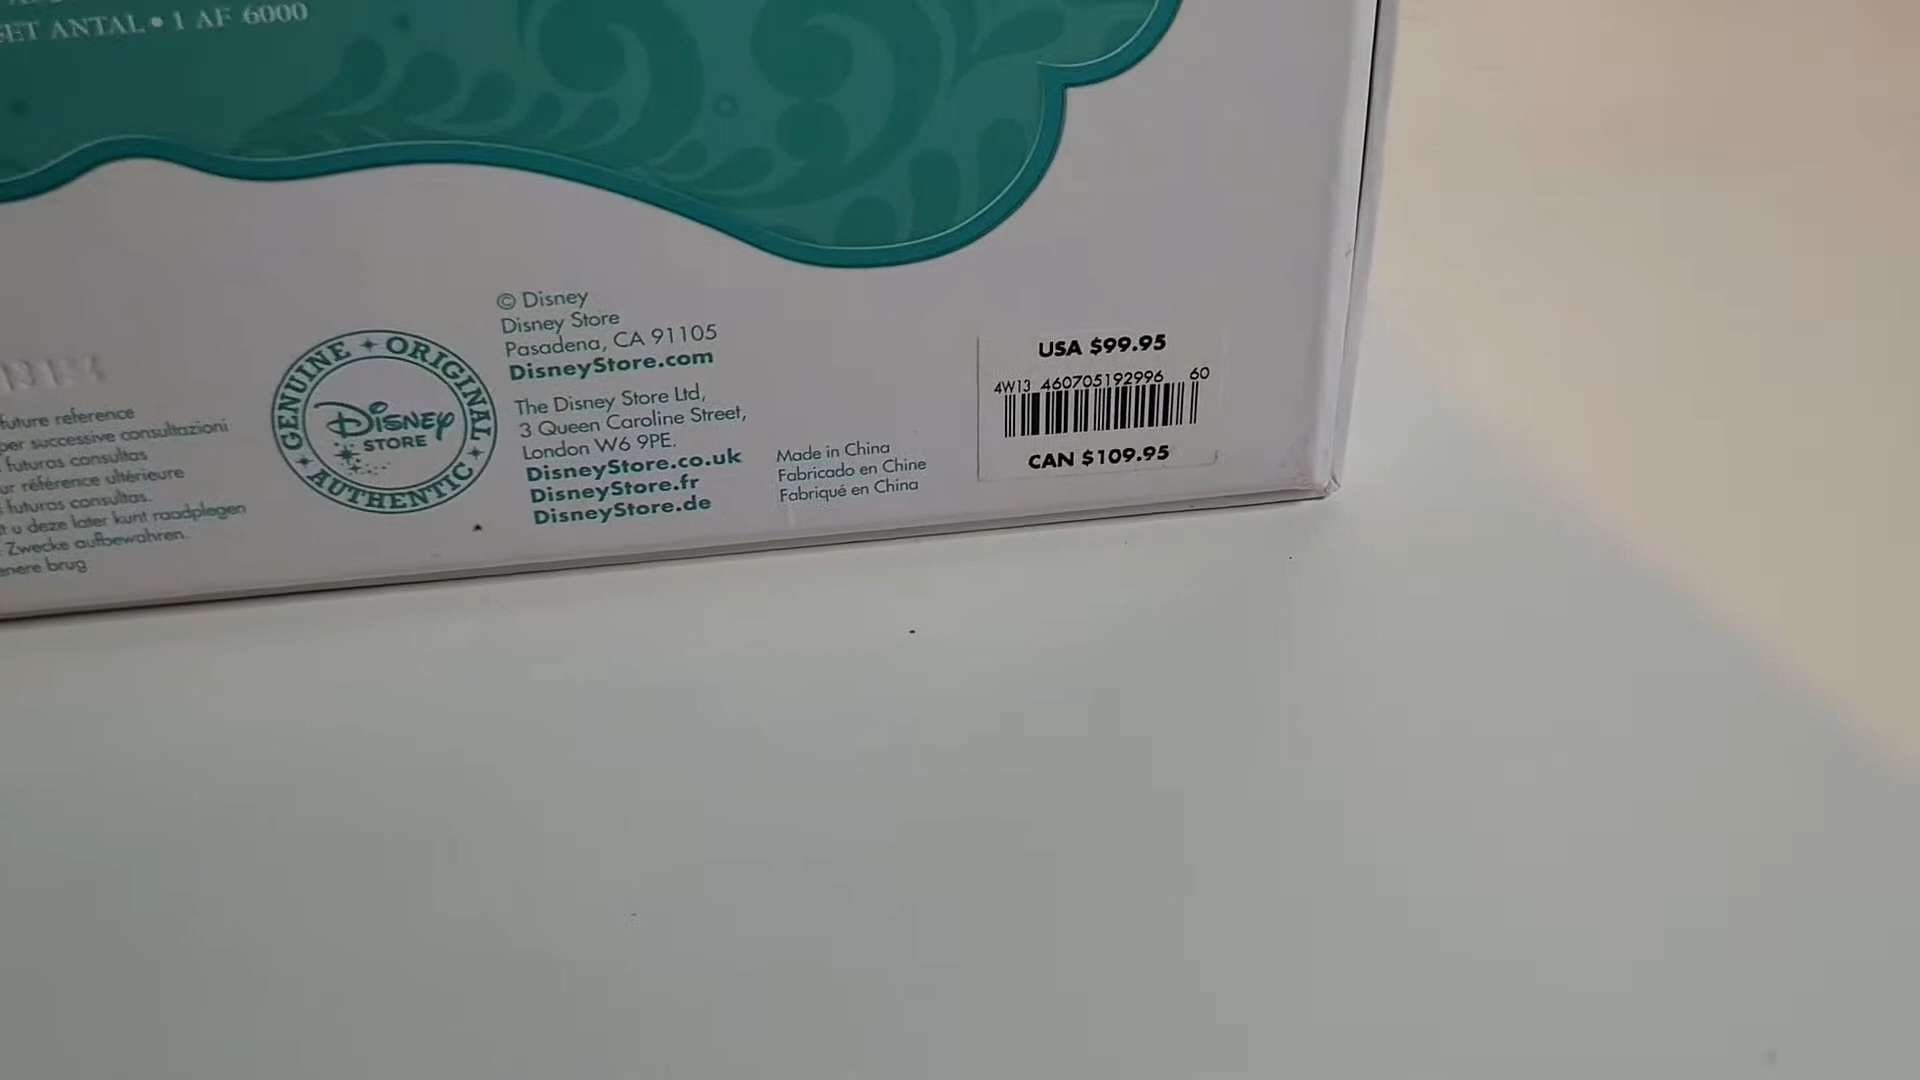 ET ANTAL • 1 AF 6000
future reference
per successive consultazioni
futuras consultas
ur référence ultérieure
futuras consultas.
t u deze later kunt raadplegen
Zwecke aufbewahren.
enere brug
GENUINE ORIGINAL
Disney
STORE
AUTHENTIC
© Disney
Disney Store
Pasadena, CA 91105
DisneyStore.com
The Disney Store Ltd,
3 Queen Caroline Street,
London W6 9PE.
DisneyStore.co.uk
DisneyStore.fr
DisneyStore.de
Made in China
Fabricado en Chine
Fabriqué en China
USA $99.95
4W13 460705192996 60
CAN $109.95